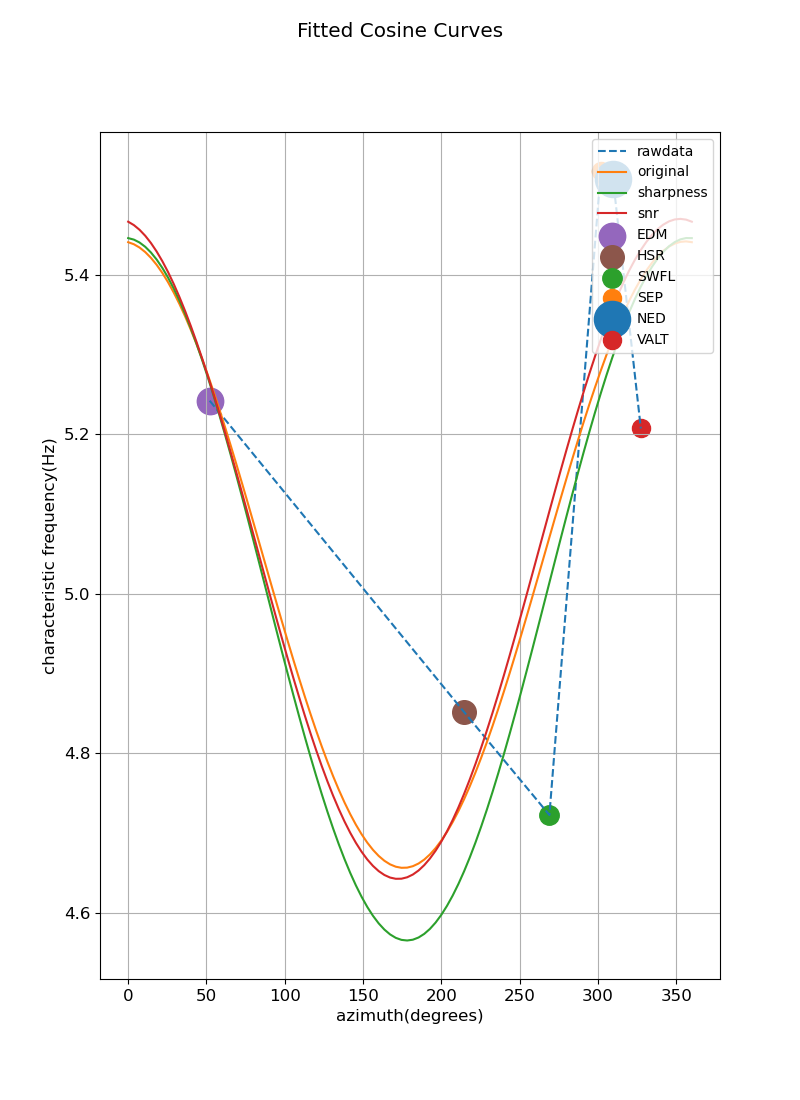 Fitted Cosine Curves
rawdata
original
sharpness
snr
EDM
HSR
SWFL
SEP
NED
VALT
5.4
5.2
5.0
4.8
4.6
characteristic frequency(Hz)
0 50 100 150 200 250 300 350
azimuth(degrees)